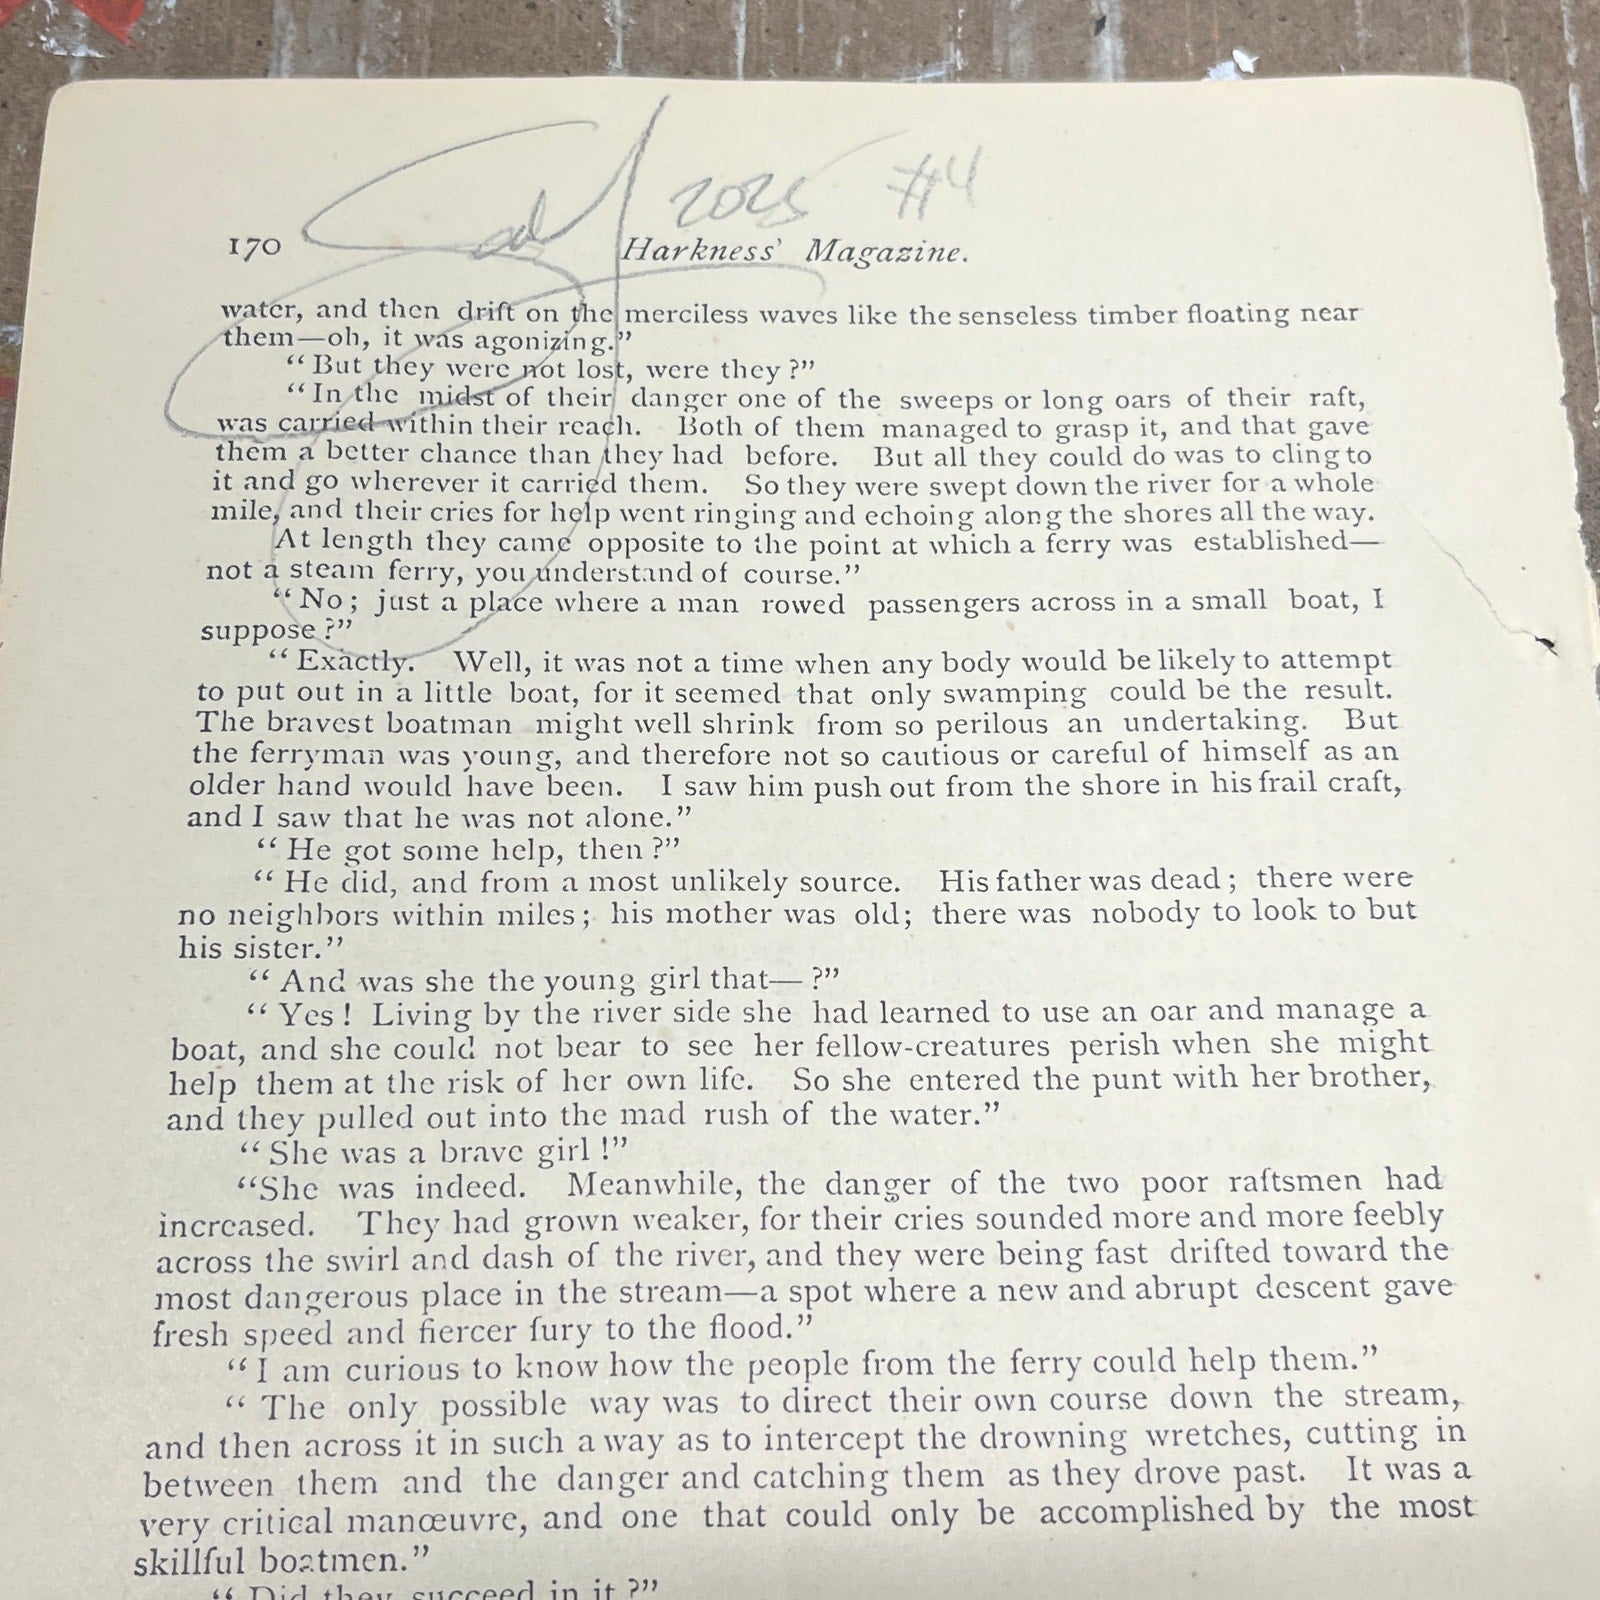 2025 #4
170 Harkness' Magazine.
water, and then drift on the merciless waves like the senseless timber floating near
them—oh, it was agonizing."
"But they were not lost, were they?"
"In the midst of their danger one of the sweeps or long oars of their raft,
was carried within their reach. Both of them managed to grasp it, and that gave
them a better chance than they had before. But all they could do was to cling to
it and go wherever it carried them. So they were swept down the river for a whole
mile, and their cries for help went ringing and echoing along the shores all the way.
At length they came opposite to the point at which a ferry was established—
not a steam ferry, you understand of course."
"No; just a place where a man rowed passengers across in a small boat, I
suppose?"
"Exactly. Well, it was not a time when any body would be likely to attempt
to put out in a little boat, for it seemed that only swamping could be the result.
The bravest boatman might well shrink from so perilous an undertaking. But
the ferryman was young, and therefore not so cautious or careful of himself as an
older hand would have been. I saw him push out from the shore in his frail craft,
and I saw that he was not alone."
"He got some help, then?"
"He did, and from a most unlikely source. His father was dead; there were
no neighbors within miles; his mother was old; there was nobody to look to but
his sister."
"And was she the young girl that—?"
"Yes! Living by the river side she had learned to use an oar and manage a
boat, and she could not bear to see her fellow-creatures perish when she might
help them at the risk of her own life. So she entered the punt with her brother,
and they pulled out into the mad rush of the water."
"She was a brave girl!"
"She was indeed. Meanwhile, the danger of the two poor raftsmen had
increased. They had grown weaker, for their cries sounded more and more feebly
across the swirl and dash of the river, and they were being fast drifted toward the
most dangerous place in the stream—a spot where a new and abrupt descent gave
fresh speed and fiercer fury to the flood."
"I am curious to know how the people from the ferry could help them."
"The only possible way was to direct their own course down the stream,
and then across it in such a way as to intercept the drowning wretches, cutting in
between them and the danger and catching them as they drove past. It was a
very critical manœuvre, and one that could only be accomplished by the most
skillful boatmen."
"Did they succeed in it?"